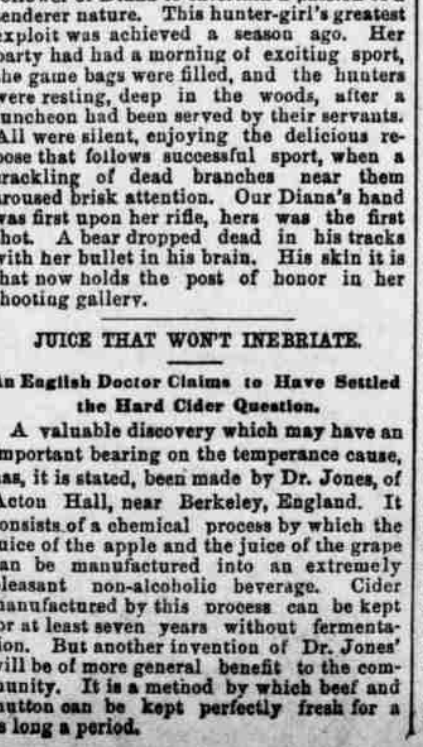 tenderer nature. This hunter-girl's greatest
exploit was achieved a season ago. Her
party had had a morning of exciting sport,
the game bags were filled, and the hunters
were resting, deep in the woods, after a
luncheon had been served by their servants.
All were silent, enjoying the delicious re-
pose that follows successful sport, when a
crackling of dead branches near them
aroused brisk attention. Our Diana's hand
was first upon her rifle, hers was the first
shot. A bear dropped dead in his tracks
with her bullet in his brain. His skin it is
that now holds the post of honor in her
shooting gallery.
JUICE THAT WON'T INEBRIATE.
An English Doctor Claims to Have Settled
the Hard Cider Question.
A valuable discovery which may have an
important bearing on the temperance cause,
has, it is stated, been made by Dr. Jones, of
Acton Hall, near Berkeley, England. It
consists of a chemical process by which the
juice of the apple and the juice of the grape
can be manufactured into an extremely
pleasant non-alcoholic beverage. Cider
manufactured by this process can be kept
for at least seven years without fermenta-
tion. But another invention of Dr. Jones'
will be of more general benefit to the com-
munity. It is a method by which beef and
mutton can be kept perfectly fresh for a
as long a period.